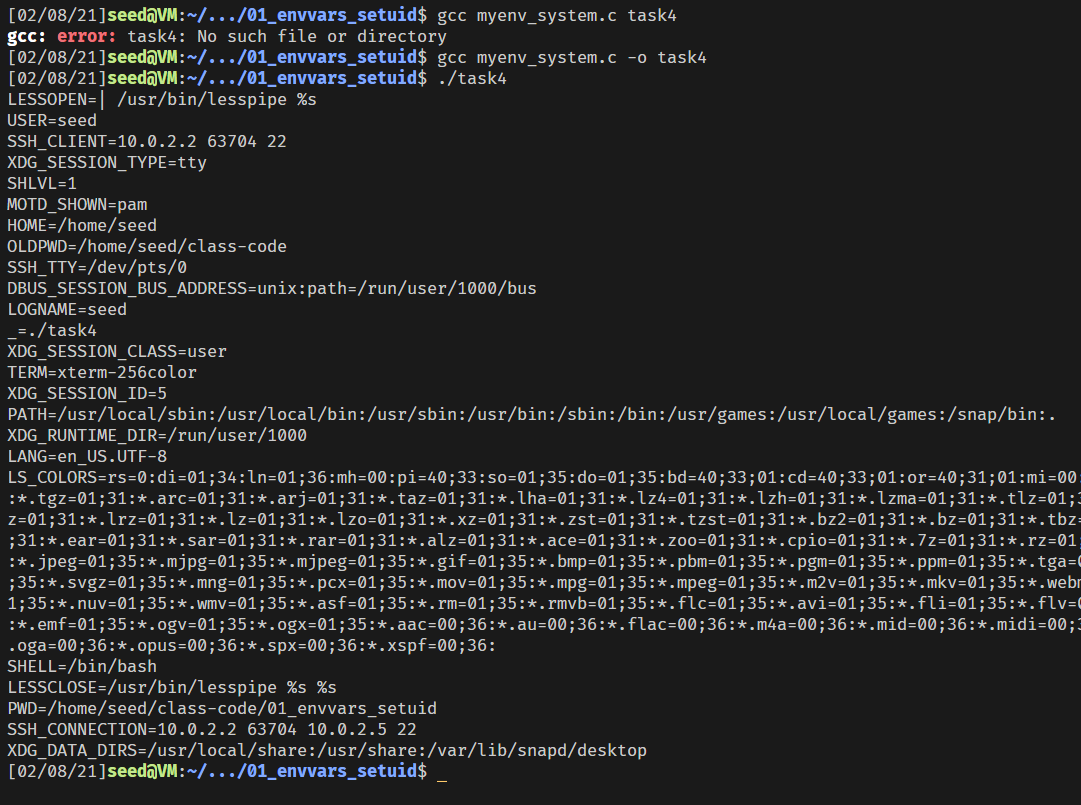 [02/08/21]seed@VM:~/.../01_envvars_setuid$ gcc myenv_system.c task4
gcc: error: task4: No such file or directory
[02/08/21]seed@VM:~/.../01_envvars_setuid$ gcc myenv_system.c -o task4
[02/08/21]seed@VM:~/.../01_envvars_setuid$ ./task4
LESSOPEN=| /usr/bin/lesspipe %s
USER=seed
SSH_CLIENT=10.0.2.2 63704 22
XDG_SESSION_TYPE=tty
SHLVL=1
MOTD_SHOWN=pam
HOME=/home/seed
OLDPWD=/home/seed/class-code
SSH_TTY=/dev/pts/0
DBUS_SESSION_BUS_ADDRESS=unix:path=/run/user/1000/bus
LOGNAME=seed
_=./task4
XDG_SESSION_CLASS=user
TERM=xterm-256color
XDG_SESSION_ID=5
PATH=/usr/local/sbin:/usr/local/bin:/usr/sbin:/usr/bin:/sbin:/bin:/usr/games:/usr/local/games:/snap/bin:.
XDG_RUNTIME_DIR=/run/user/1000
LANG=en_US.UTF-8
LS_COLORS=rs=0:di=01;34:ln=01;36:mh=00:pi=40;33:so=01;35:do=01;35:bd=40;33;01:cd=40;33;01:or=40;31;01:mi=00
:*.tgz=01;31:*.arc=01;31:*.arj=01;31:*.taz=01;31:*.lha=01;31:*.lz4=01;31:*.lzh=01;31:*.lzma=01;31:*.tlz=01;3
z=01;31:*.lrz=01;31:*.lz=01;31:*.lzo=01;31:*.xz=01;31:*.zst=01;31:*.tzst=01;31:*.bz2=01;31:*.bz=01;31:*.tbz=
;31:*.ear=01;31:*.sar=01;31:*.rar=01;31:*.alz=01;31:*.ace=01;31:*.zoo=01;31:*.cpio=01;31:*.7z=01;31:*.rz=01;
:*.jpeg=01;35:*.mjpg=01;35:*.mjpeg=01;35:*.gif=01;35:*.bmp=01;35:*.pbm=01;35:*.pgm=01;35:*.ppm=01;35:*.tga=0
;35:*.svgz=01;35:*.mng=01;35:*.pcx=01;35:*.mov=01;35:*.mpg=01;35:*.mpeg=01;35:*.m2v=01;35:*.mkv=01;35:*.webm
1;35:*.nuv=01;35:*.wmv=01;35:*.asf=01;35:*.rm=01;35:*.rmvb=01;35:*.flc=01;35:*.avi=01;35:*.fli=01;35:*.flv=0
:*.emf=01;35:*.ogv=01;35:*.ogx=01;35:*.aac=00;36:*.au=00;36:*.flac=00;36:*.m4a=00;36:*.mid=00;36:*.midi=00;3
.oga=00;36:*.opus=00;36:*.spx=00;36:*.xspf=00;36:
SHELL=/bin/bash
LESSCLOSE=/usr/bin/lesspipe %s %s
PWD=/home/seed/class-code/01_envvars_setuid
SSH_CONNECTION=10.0.2.2 63704 10.0.2.5 22
XDG_DATA_DIRS=/usr/local/share:/usr/share:/var/lib/snapd/desktop
[02/08/21]seed@VM:~/.../01_envvars_setuid$ _